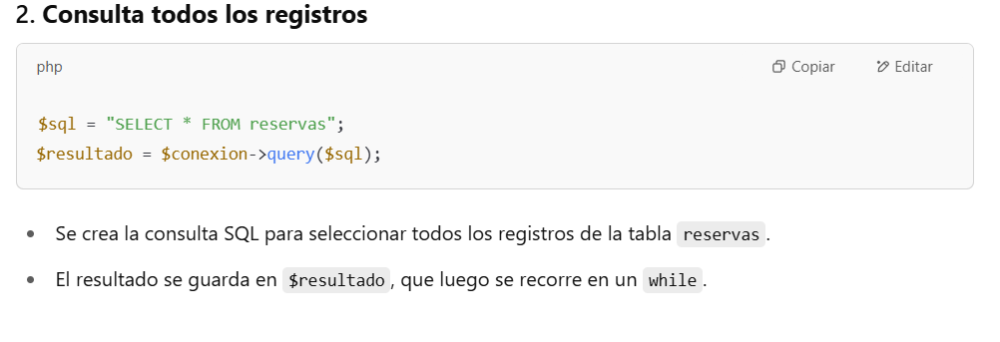 2. Consulta todos los registros
php
Copiar
Editar
$sql = "SELECT * FROM reservas";
$resultado = $conexion->query($sql);
Se crea la consulta SQL para seleccionar todos los registros de la tabla reservas.
El resultado se guarda en $resultado, que luego se recorre en un while.